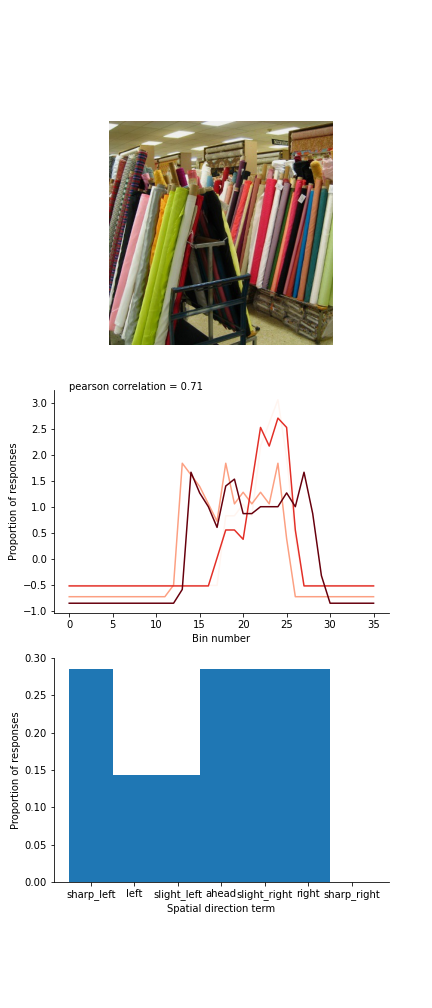 pearson correlation = 0.71
3.0
2.5
2.0
1.5
1.0
0.5
0.0
−0.5
−1.0
Proportion of responses
0 5 10 15 20 25 30 35
Bin number
0.30
0.25
0.20
0.15
0.10
0.05
0.00
Proportion of responses
sharp_left left slight_left ahead slight_right right sharp_right
Spatial direction term